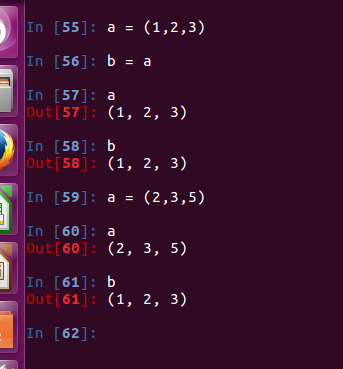 In [55]: a = (1,2,3)
In [56]: b = a
In [57]: a
Out[57]: (1, 2, 3)
In [58]: b
Out[58]: (1, 2, 3)
In [59]: a = (2,3,5)
In [60]: a
Out[60]: (2, 3, 5)
In [61]: b
Out[61]: (1, 2, 3)
In [62]: